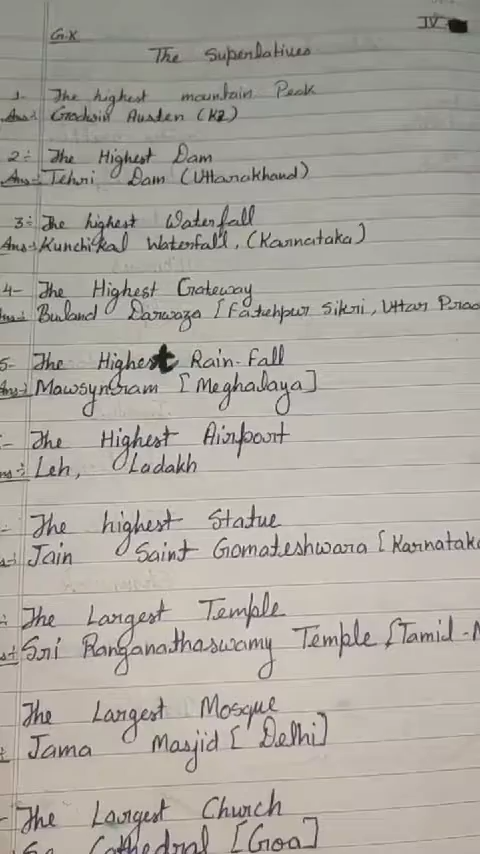 G.K
IV
The Superlatives
1- The highest mountain Peak
Ans:- Godwin Austen (K2)
2:- The Highest Dam
Ans:- Tehri Dam (Uttarakhand)
3:- The highest Waterfall
Ans:- Kunchikal Waterfall, (Karnataka)
4- The Highest Gateway
Ans:- Buland Darwaza [Fatehpur Sikri, Uttar Prad
5- The Highest Rain-Fall
Ans:- Mawsynram [Meghalaya]
- The Highest Airport
ns:- Leh, Ladakh
- The highest Statue
s:- Jain Saint Gomateshwara [Karnataka
:- The Largest Temple
s:- Sri Ranganathaswamy Temple [Tamil-N
The Largest Mosque
:- Jama Masjid [Delhi]
- The Largest Church
Cathedral [Goa]